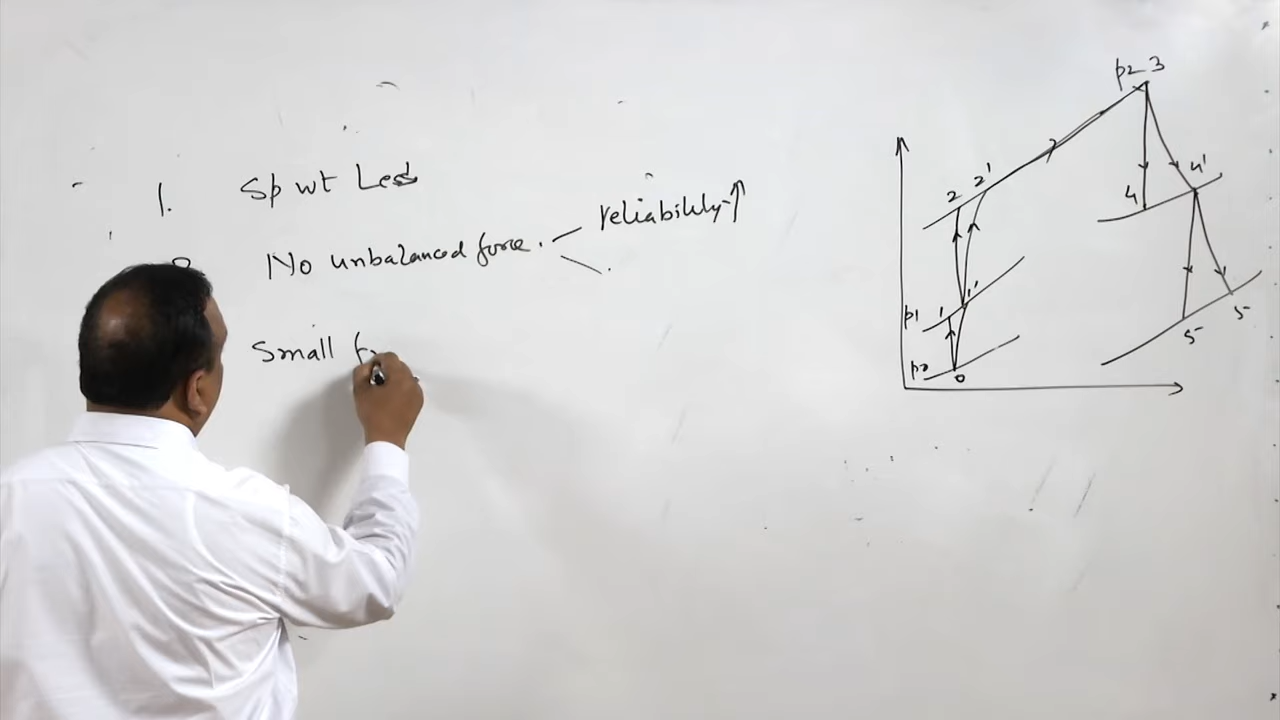 1. Sp wt Less
No unbalanced force. reliability ↑
Small
p2 3
2 2'
4 4'
p1 1 1'
5 5
p0 0